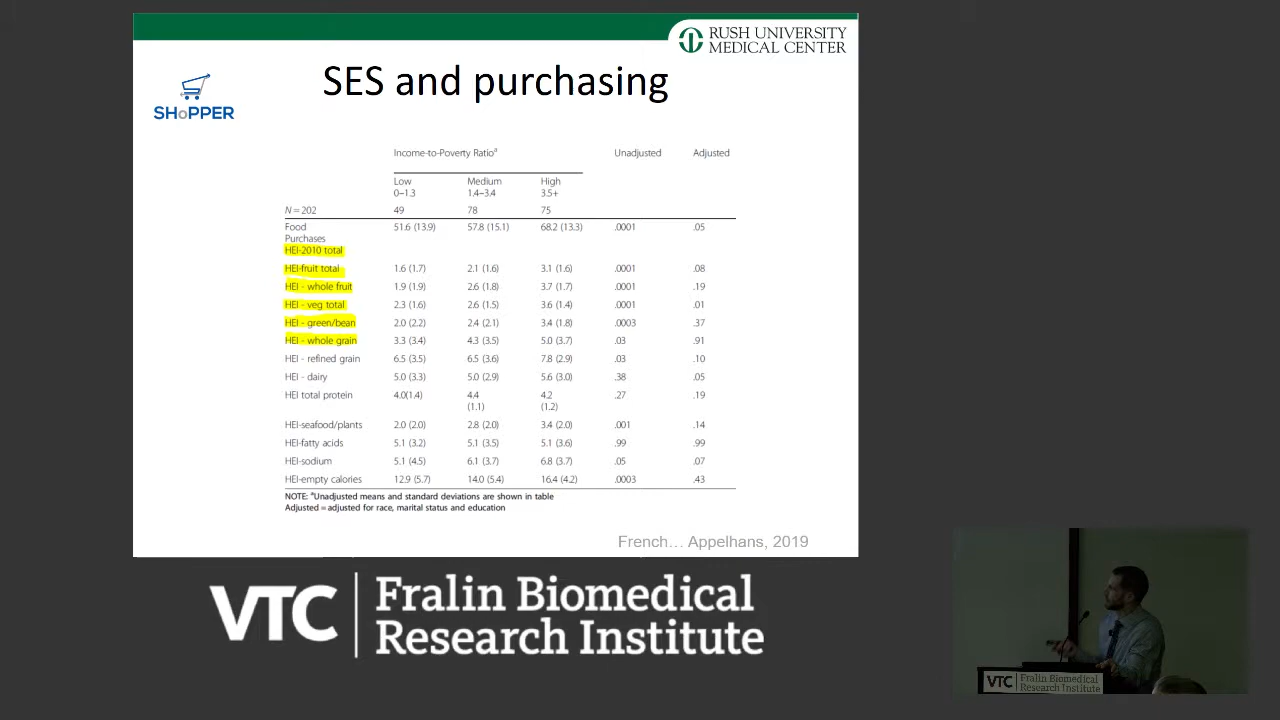 RUSH UNIVERSITY
MEDICAL CENTER
SHoPPER
SES and purchasing
Income-to-Poverty Ratioa Unadjusted Adjusted
Low Medium High
0–1.3 1.4–3.4 3.5+
N = 202 49 78 75
Food 51.6 (13.9) 57.8 (15.1) 68.2 (13.3) .0001 .05
Purchases
HEI-2010 total
HEI-fruit total 1.6 (1.7) 2.1 (1.6) 3.1 (1.6) .0001 .08
HEI - whole fruit 1.9 (1.9) 2.6 (1.8) 3.7 (1.7) .0001 .19
HEI - veg total 2.3 (1.6) 2.6 (1.5) 3.6 (1.4) .0001 .01
HEI - green/bean 2.0 (2.2) 2.4 (2.1) 3.4 (1.8) .0003 .37
HEI - whole grain 3.3 (3.4) 4.3 (3.5) 5.0 (3.7) .03 .91
HEI - refined grain 6.5 (3.5) 6.5 (3.6) 7.8 (2.9) .03 .10
HEI - dairy 5.0 (3.3) 5.0 (2.9) 5.6 (3.0) .38 .05
HEI total protein 4.0(1.4) 4.4 4.2 .27 .19
(1.1) (1.2)
HEI-seafood/plants 2.0 (2.0) 2.8 (2.0) 3.4 (2.0) .001 .14
HEI-fatty acids 5.1 (3.2) 5.1 (3.5) 5.1 (3.6) .99 .99
HEI-sodium 5.1 (4.5) 6.1 (3.7) 6.8 (3.7) .05 .07
HEI-empty calories 12.9 (5.7) 14.0 (5.4) 16.4 (4.2) .0003 .43
NOTE: aUnadjusted means and standard deviations are shown in table
Adjusted = adjusted for race, marital status and education
French… Appelhans, 2019
VTC Fralin Biomedical
Research Institute
VTC Fralin Biomedical
Research Institute